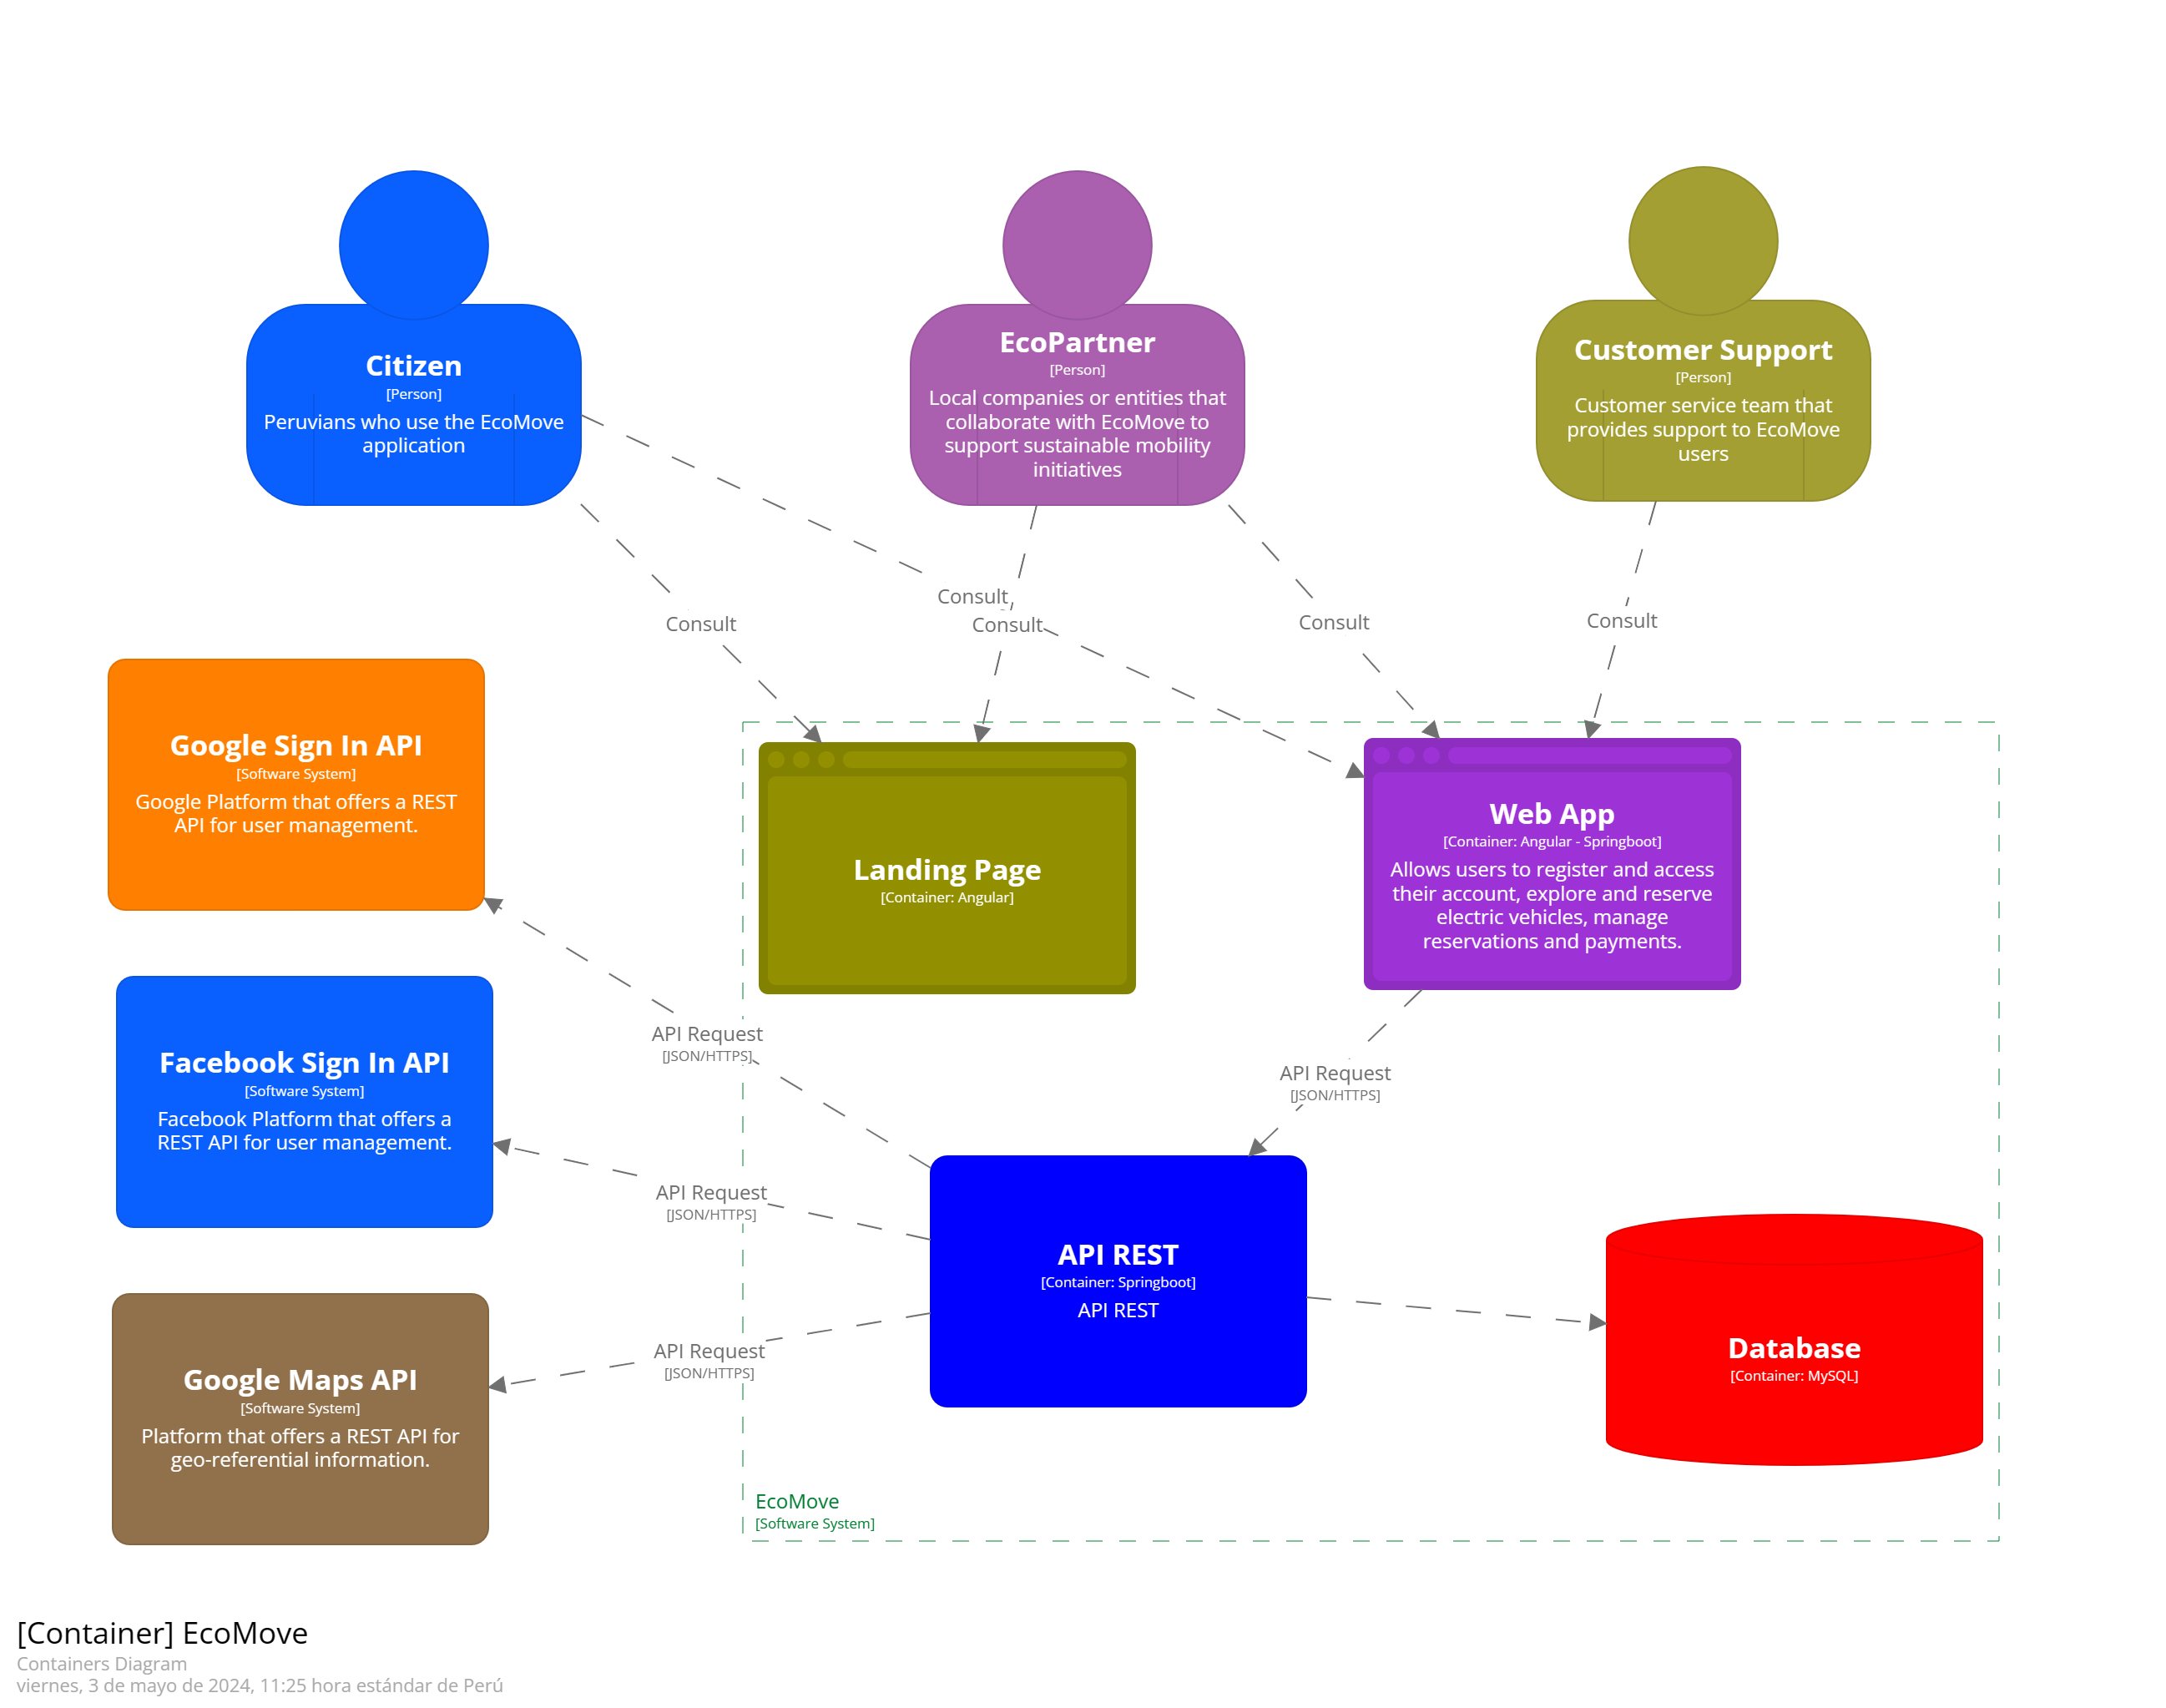 Citizen
[Person]
Peruvians who use the EcoMove
application
EcoPartner
[Person]
Local companies or entities that
collaborate with EcoMove to
support sustainable mobility
initiatives
Customer Support
[Person]
Customer service team that
provides support to EcoMove
users
Consult
Consult
Consult
Consult
Consult
Google Sign In API
[Software System]
Google Platform that offers a REST
API for user management.
Landing Page
[Container: Angular]
Web App
[Container: Angular - Springboot]
Allows users to register and access
their account, explore and reserve
electric vehicles, manage
reservations and payments.
API Request
[JSON/HTTPS]
API Request
[JSON/HTTPS]
Facebook Sign In API
[Software System]
Facebook Platform that offers a
REST API for user management.
API Request
[JSON/HTTPS]
API REST
[Container: Springboot]
API REST
Google Maps API
[Software System]
Platform that offers a REST API for
geo-referential information.
API Request
[JSON/HTTPS]
Database
[Container: MySQL]
EcoMove
[Software System]
[Container] EcoMove
Containers Diagram
viernes, 3 de mayo de 2024, 11:25 hora estándar de Perú